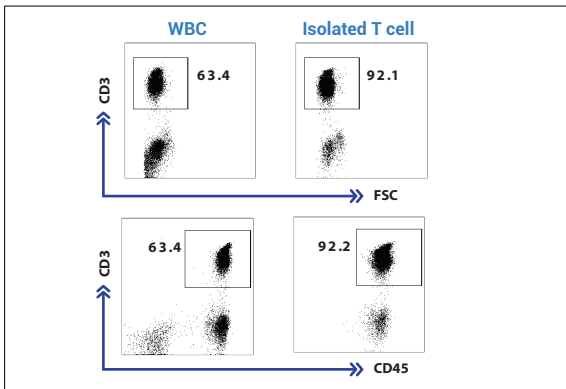 WBC
Isolated T cell
CD3
63.4
92.1
FSC
CD3
63.4
92.2
CD45